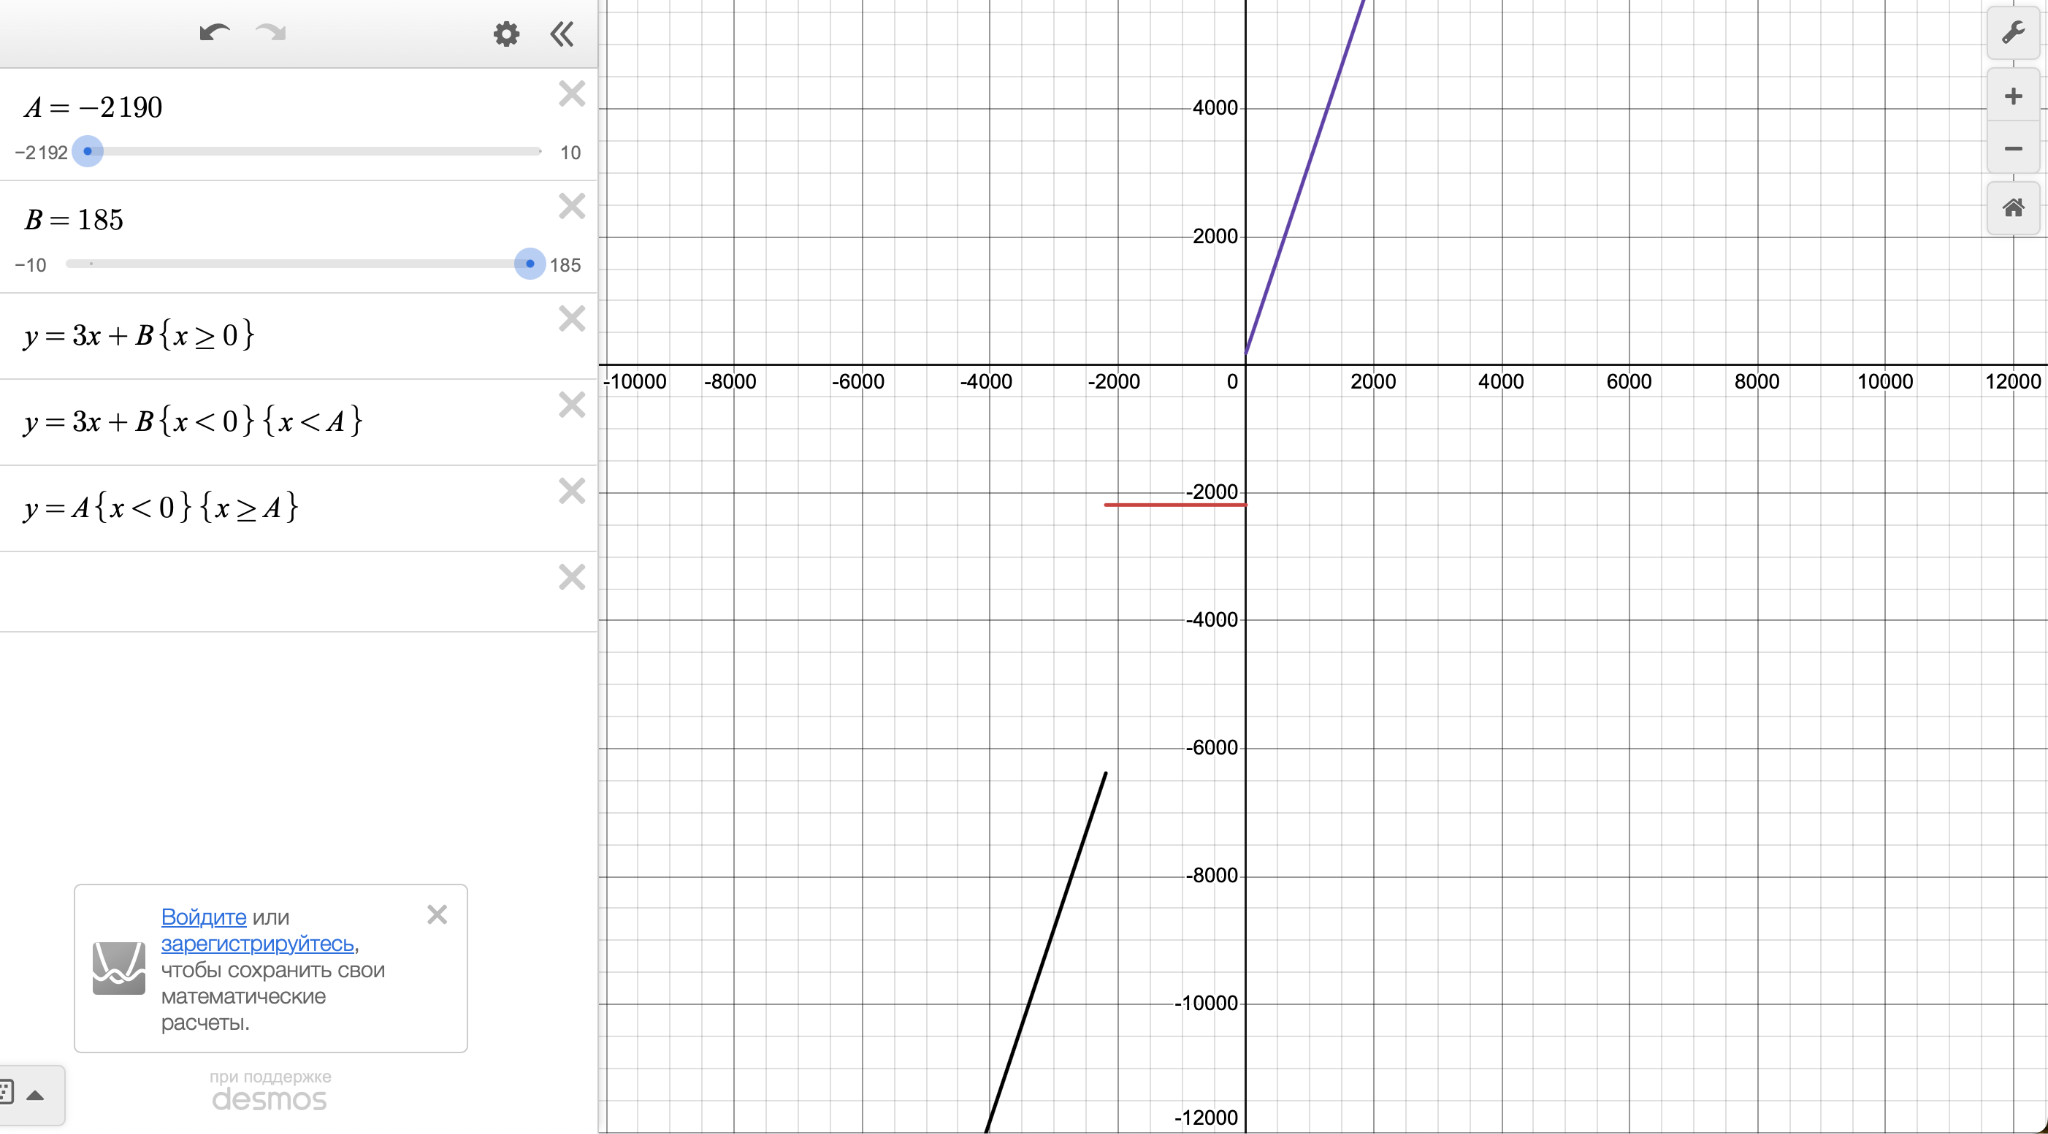 A = −2190
−2192
10
B = 185
−10
185
y = 3x + B{x ≥ 0}
y = 3x + B{x < 0}{x < A}
y = A{x < 0}{x ≥ A}
Войдите или
зарегистрируйтесь,
чтобы сохранить свои
математические
расчеты.
при поддержке
desmos
4000
2000
-10000 -8000 -6000 -4000 -2000 0 2000 4000 6000 8000 10000 12000
-2000
-4000
-6000
-8000
-10000
-12000